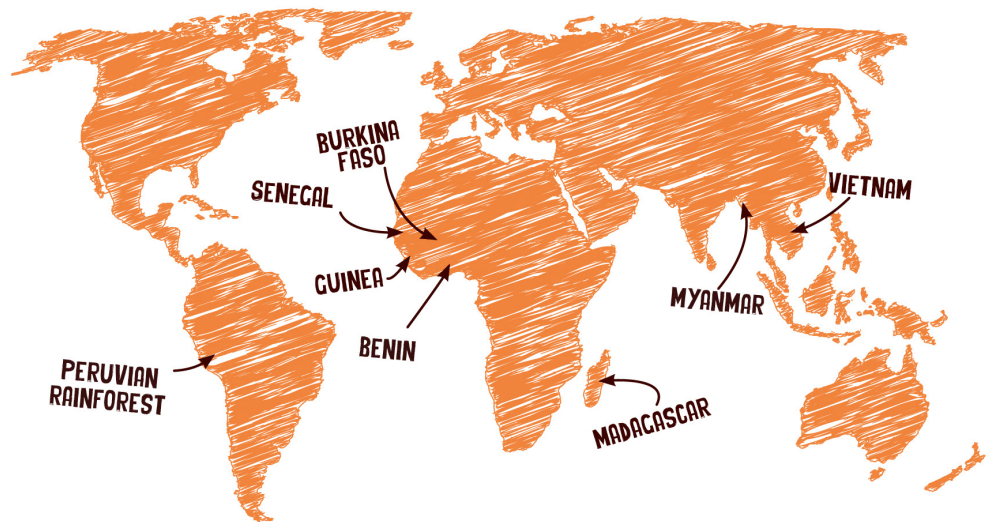 BURKINA
FASO
SENEGAL
VIETNAM
GUINEA
MYANMAR
BENIN
PERUVIAN
RAINFOREST
MADAGASCAR